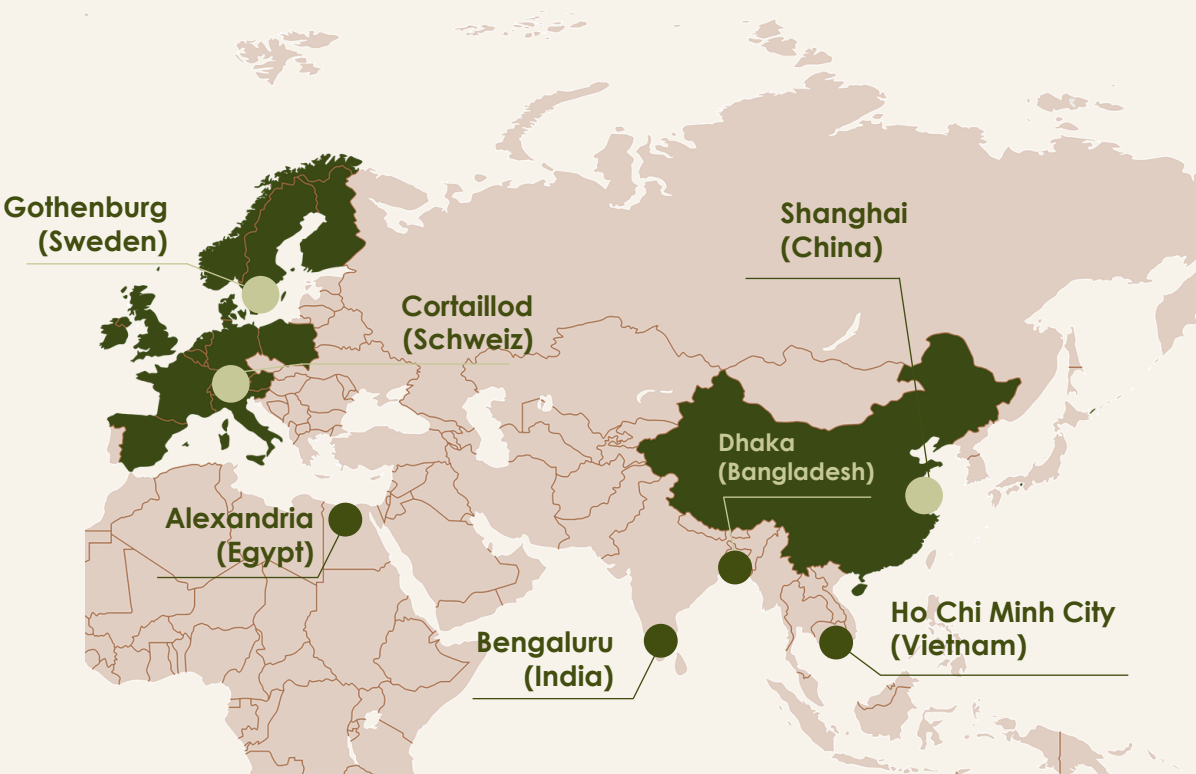 Gothenburg
(Sweden)
Shanghai
(China)
Cortaillod
(Schweiz)
Dhaka
(Bangladesh)
Alexandria
(Egypt)
Ho Chi Minh City
(Vietnam)
Bengaluru
(India)